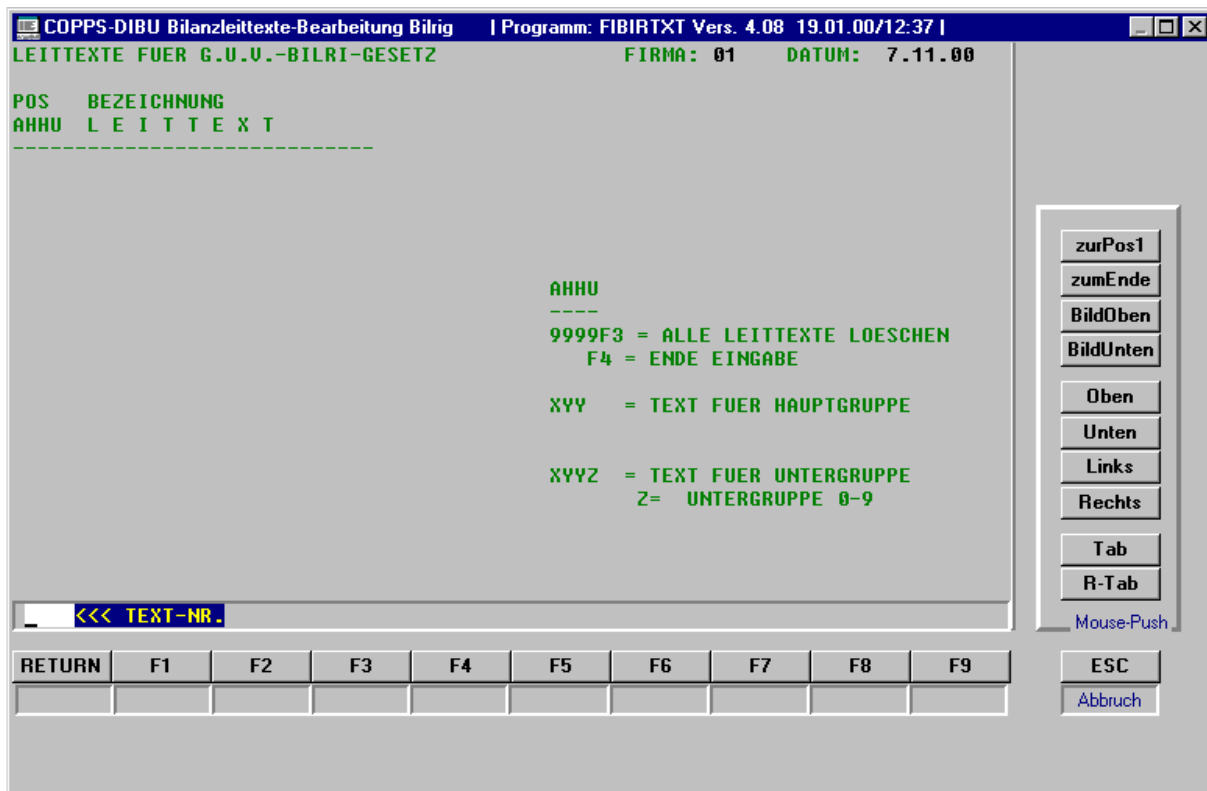 COPPS-DIBU Bilanzleittexte-Bearbeitung Bilrig | Programm: FIBIRTXT Vers. 4.08 19.01.00/12:37 |
LEITTEXTE FUER G.U.V.-BILRI-GESETZ FIRMA: 01 DATUM: 7.11.00
POS BEZEICHNUNG
AHHU L E I T T E X T
-----------------------------
zurPos1
zumEnde
AHHU
----
BildOben
9999F3 = ALLE LEITTEXTE LOESCHEN
BildUnten
F4 = ENDE EINGABE
Oben
XYY = TEXT FUER HAUPTGRUPPE
Unten
Links
XYYZ = TEXT FUER UNTERGRUPPE
Z= UNTERGRUPPE 0-9
Rechts
Tab
R-Tab
_ <<< TEXT-NR.
Mouse-Push
RETURN F1 F2 F3 F4 F5 F6 F7 F8 F9 ESC
Abbruch